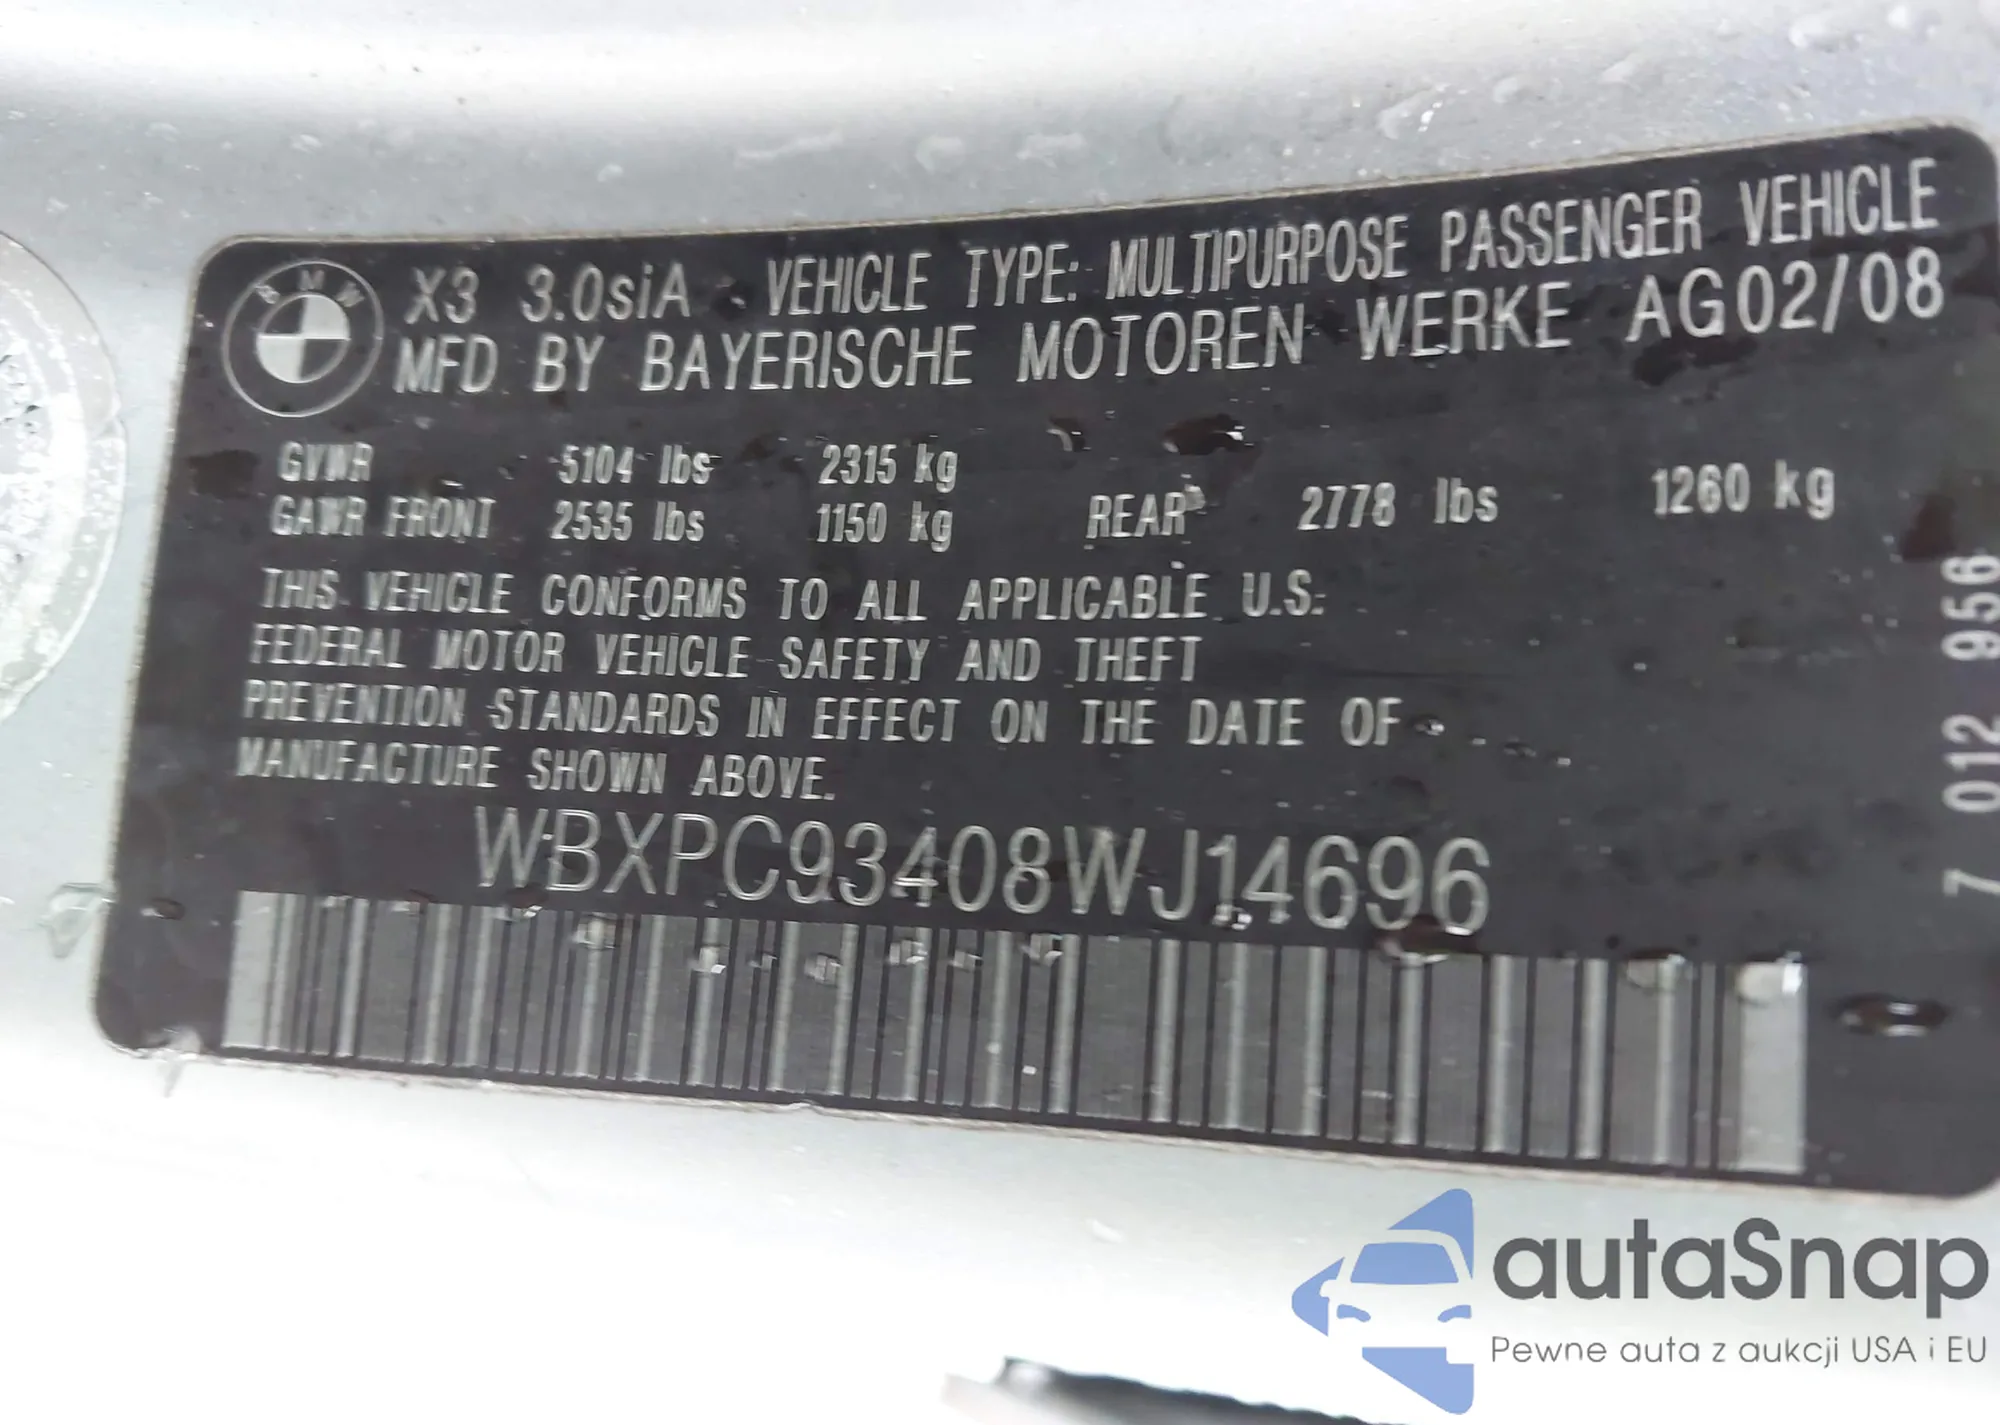 BMW
X3 3.0siA VEHICLE TYPE: MULTIPURPOSE PASSENGER VEHICLE
MFD BY BAYERISCHE MOTOREN WERKE AG02/08
GVWR 5104 lbs 2315 kg
GAWR FRONT 2535 lbs 1150 kg REAR 2778 lbs 1260 kg
THIS VEHICLE CONFORMS TO ALL APPLICABLE U.S.
FEDERAL MOTOR VEHICLE SAFETY AND THEFT
PREVENTION STANDARDS IN EFFECT ON THE DATE OF
MANUFACTURE SHOWN ABOVE.
WBXPC93408WJ14696
7 012 956
autaSnap
Pewne auta z aukcji USA i EU